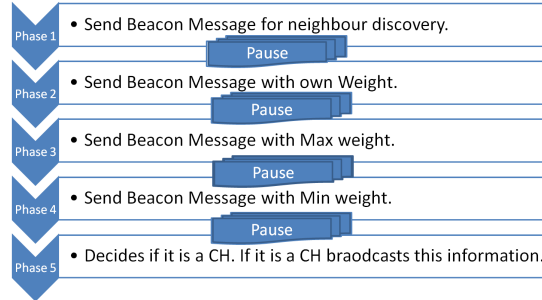 Phase 1
• Send Beacon Message for neighbour discovery.
Pause
Phase 2
• Send Beacon Message with own Weight.
Pause
Phase 3
• Send Beacon Message with Max weight.
Pause
Phase 4
• Send Beacon Message with Min weight.
Pause
Phase 5
• Decides if it is a CH. If it is a CH braodcasts this information.